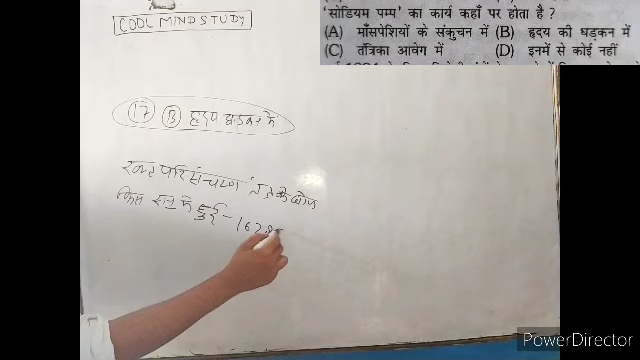 COOL MIND STUDY
'सोडियम पम्प' का कार्य कहाँ पर होता है ?
(A) माँसपेशियों के संकुचन में (B) हृदय की धड़कन में
(C) तंत्रिका आवेग में (D) इनमें से कोई नहीं
17 B हृदय धड़कन में
रक्त परिसंचरण तंत्र की खोज
किस सन् में हुई - 1628
PowerDirector